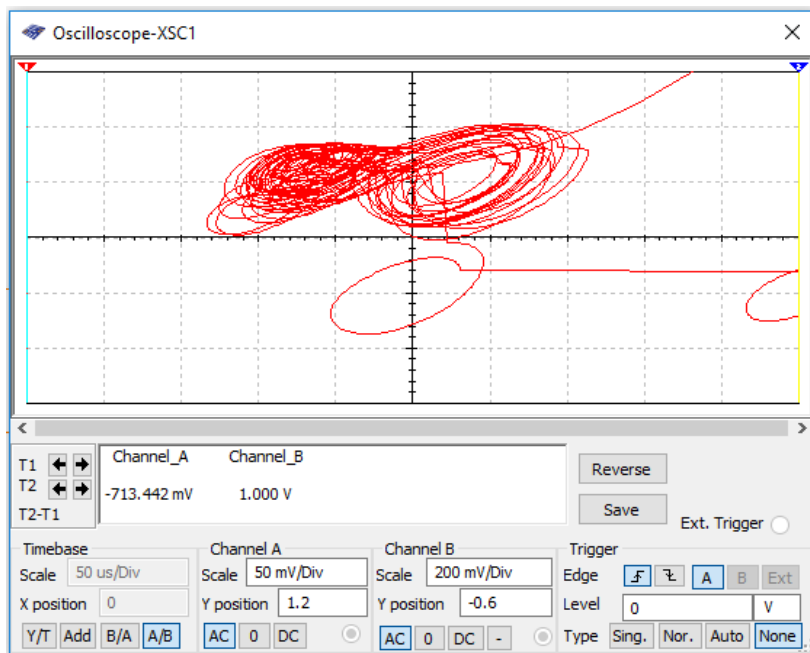 Oscilloscope-XSC1
1
2
T1
T2
T2-T1
Channel_A Channel_B
-713.442 mV 1.000 V
Reverse
Save
Ext. Trigger
Timebase
Scale 50 us/Div
X position 0
Y/T Add B/A A/B
Channel A
Scale 50 mV/Div
Y position 1.2
AC 0 DC
Channel B
Scale 200 mV/Div
Y position -0.6
AC 0 DC -
Trigger
Edge A B Ext
Level 0 V
Type Sing. Nor. Auto None